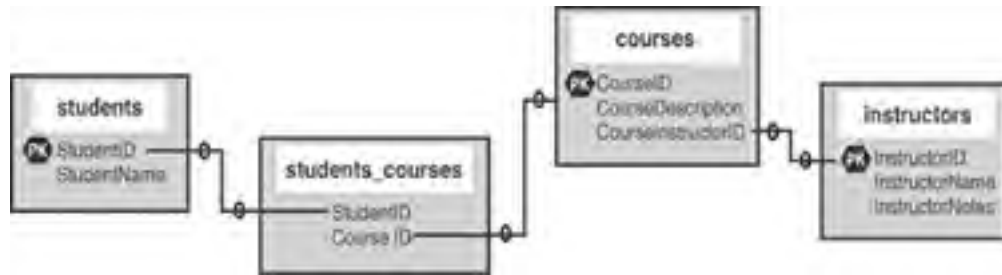 students
PK StudentID
StudentName
students_courses
StudentID
Course ID
courses
PK CourseID
CourseDescription
CourseInstructorID
instructors
PK InstructorID
InstructorName
InstructorNotes